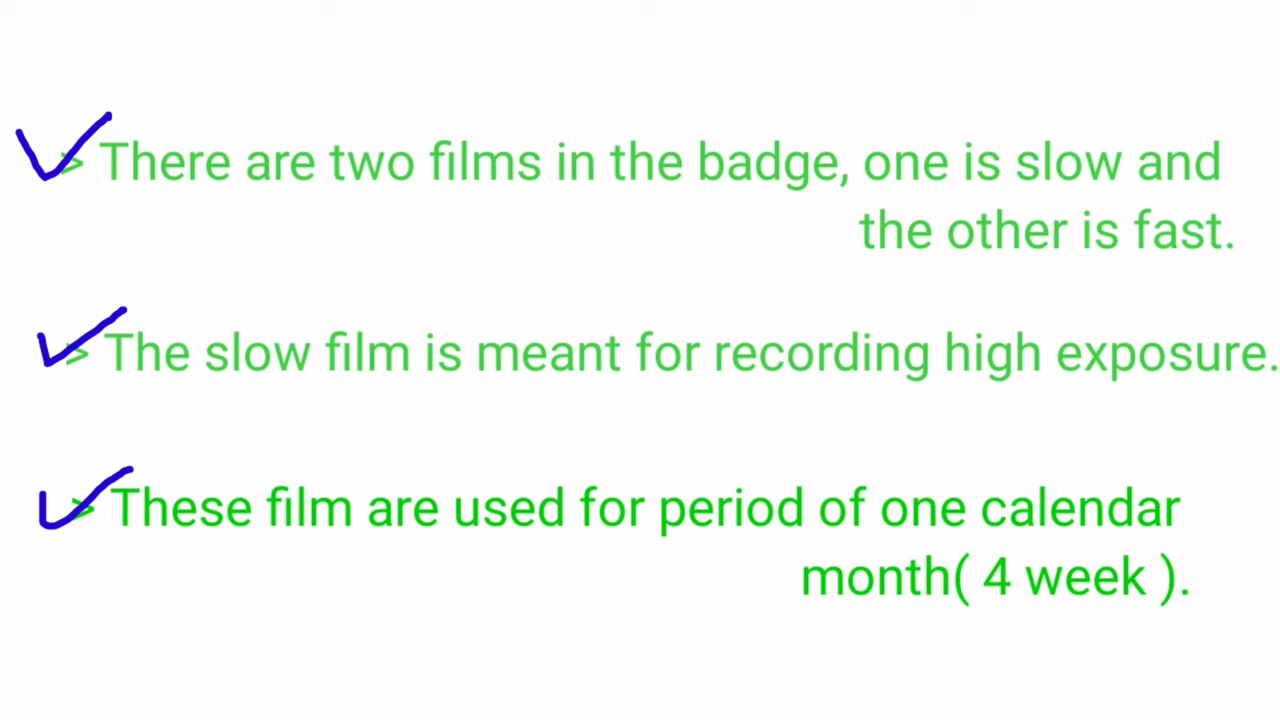 > There are two films in the badge, one is slow and
the other is fast.
> The slow film is meant for recording high exposure.
> These film are used for period of one calendar
month( 4 week ).